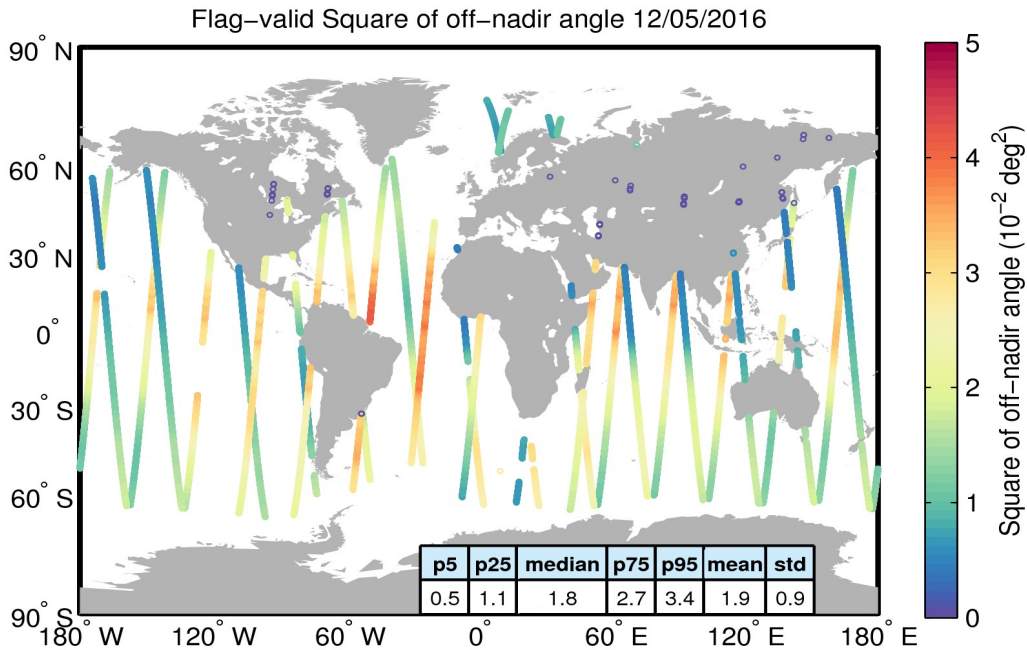 Flag−valid Square of off−nadir angle 12/05/2016
90° N
60° N
30° N
0°
30° S
60° S
90° S
180° W
120° W
60° W
0°
60° E
120° E
180° E
p5 p25 median p75 p95 mean std
0.5 1.1 1.8 2.7 3.4 1.9 0.9
5
4
3
2
1
0
Square of off−nadir angle (10⁻² deg²)